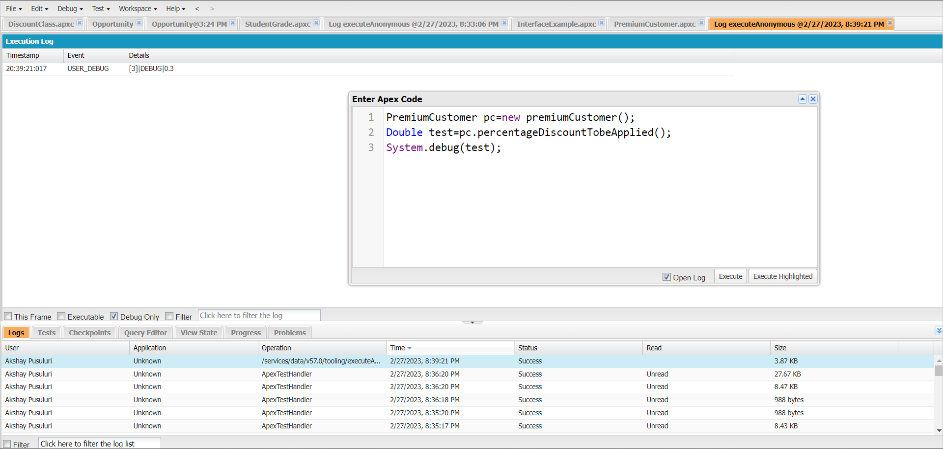 File Edit Debug Test Workspace Help < >
DiscountClass.apxc Opportunity Opportunity@3:24 PM StudentGrade.apxc Log executeAnonymous @2/27/2023, 8:33:06 PM InterfaceExample.apxc PremiumCustomer.apxc Log executeAnonymous @2/27/2023, 8:39:21 PM
Execution Log
Timestamp Event Details
20:39:21:017 USER_DEBUG [3]|DEBUG|0.3
Enter Apex Code
1 PremiumCustomer pc=new premiumCustomer();
2 Double test=pc.percentageDiscountTobeApplied();
3 System.debug(test);
Open Log Execute Execute Highlighted
This Frame Executable Debug Only Filter Click here to filter the log
Logs Tests Checkpoints Query Editor View State Progress Problems
User Application Operation Time Status Read Size
Akshay Pusuluri Unknown /services/data/v57.0/tooling/executeA... 2/27/2023, 8:39:21 PM Success 3.87 KB
Akshay Pusuluri Unknown ApexTestHandler 2/27/2023, 8:36:20 PM Success Unread 27.67 KB
Akshay Pusuluri Unknown ApexTestHandler 2/27/2023, 8:36:20 PM Success Unread 8.47 KB
Akshay Pusuluri Unknown ApexTestHandler 2/27/2023, 8:36:18 PM Success Unread 988 bytes
Akshay Pusuluri Unknown ApexTestHandler 2/27/2023, 8:35:20 PM Success Unread 988 bytes
Akshay Pusuluri Unknown ApexTestHandler 2/27/2023, 8:35:17 PM Success Unread 8.43 KB
Filter Click here to filter the log list